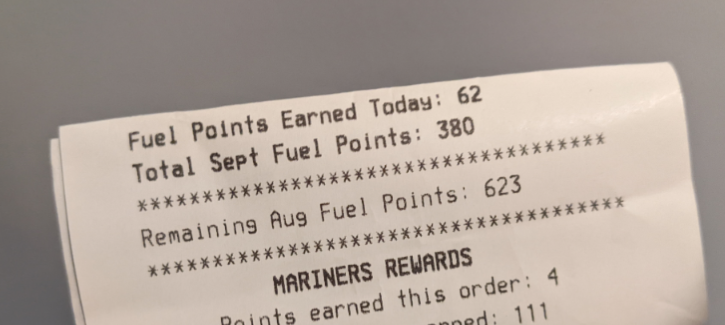 Fuel Points Earned Today: 62
Total Sept Fuel Points: 380
************************************
Remaining Aug Fuel Points: 623
*************************************
MARINERS REWARDS
Points earned this order: 4
111